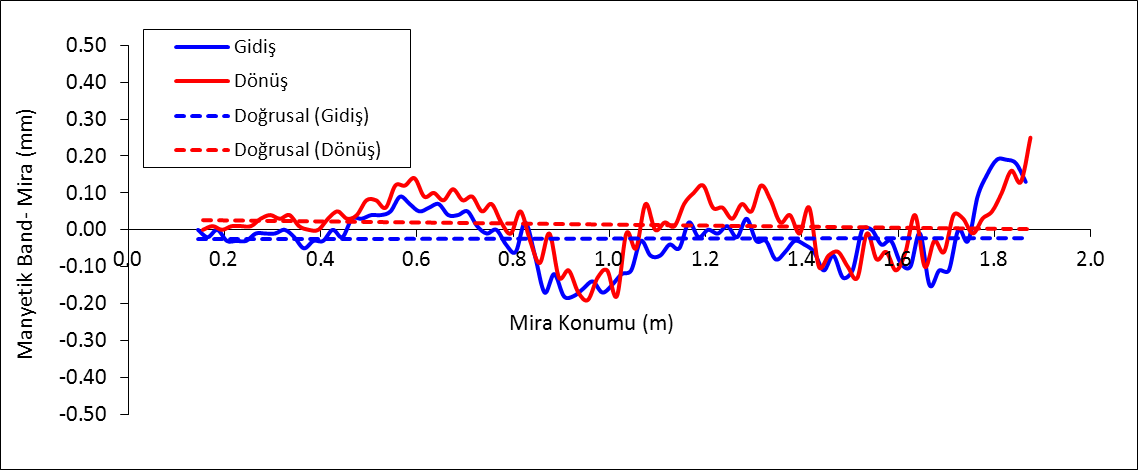 0.50
0.40
0.30
0.20
0.10
0.00
-0.10
-0.20
-0.30
-0.40
-0.50
Manyetik Band- Mira (mm)
Gidiş
Dönüş
Doğrusal (Gidiş)
Doğrusal (Dönüş)
0.0 0.2 0.4 0.6 0.8 1.0 1.2 1.4 1.6 1.8 2.0
Mira Konumu (m)